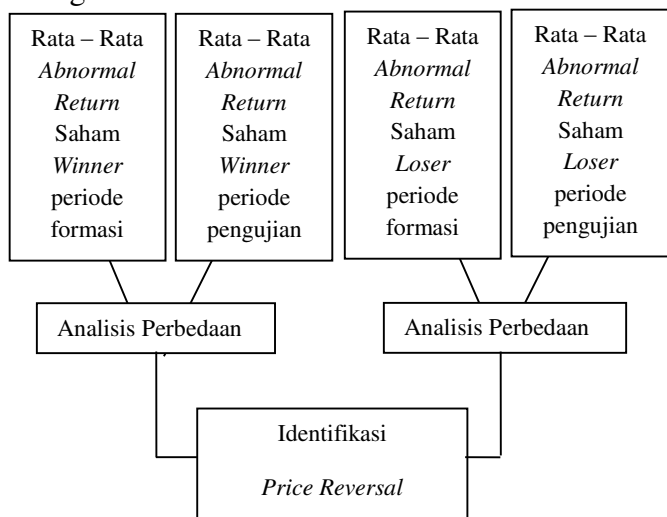 Rata – Rata
Abnormal
Return
Saham
Winner
periode
formasi
Rata – Rata
Abnormal
Return
Saham
Winner
periode
pengujian
Rata – Rata
Abnormal
Return
Saham
Loser
periode
formasi
Rata – Rata
Abnormal
Return
Saham
Loser
periode
pengujian
Analisis Perbedaan
Analisis Perbedaan
Identifikasi
Price Reversal